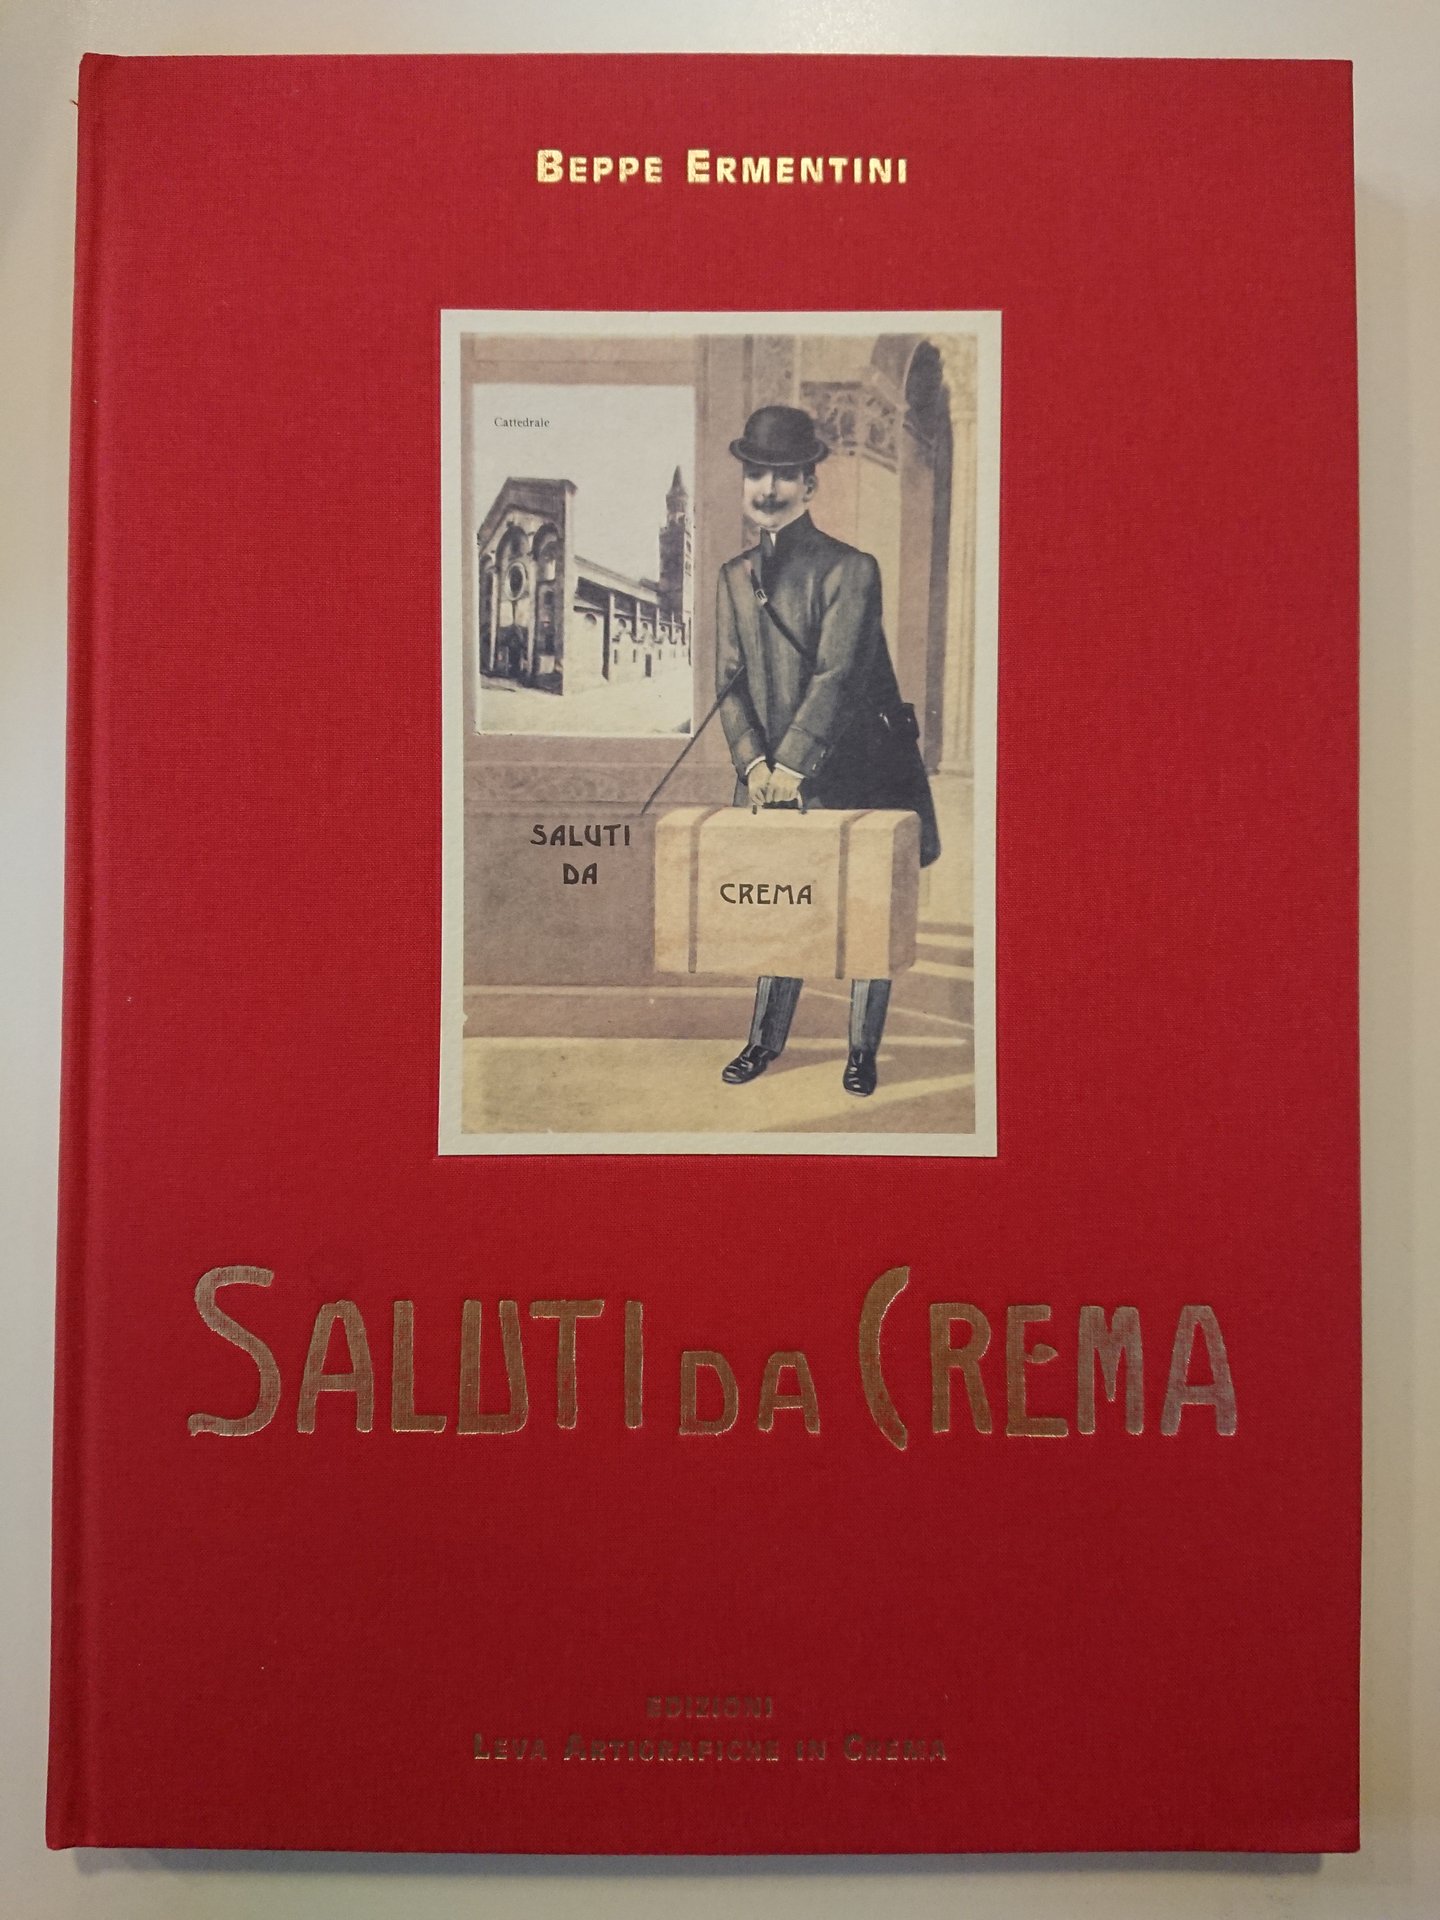 BEPPE ERMENTINI
Cattedrale
SALUTI
DA
CREMA
SALUTI DA CREMA
EDIZIONI
LEVA ARTIGRAFICHE IN CREMA